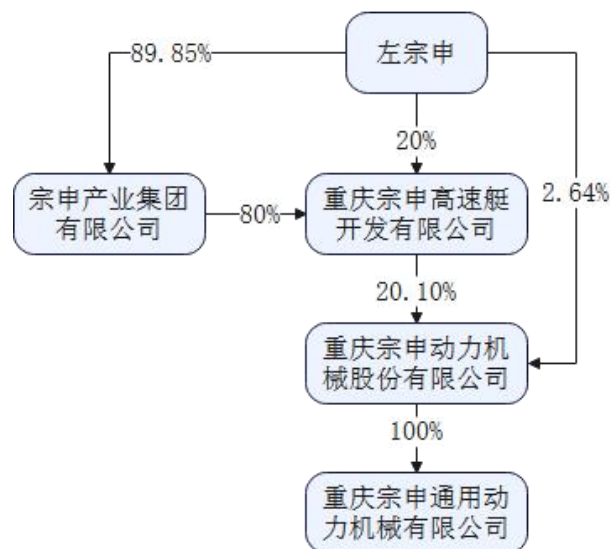 左宗申
89.85%
20%
宗申产业集团
有限公司
80%
重庆宗申高速艇
开发有限公司
2.64%
20.10%
重庆宗申动力机
械股份有限公司
100%
重庆宗申通用动
力机械有限公司